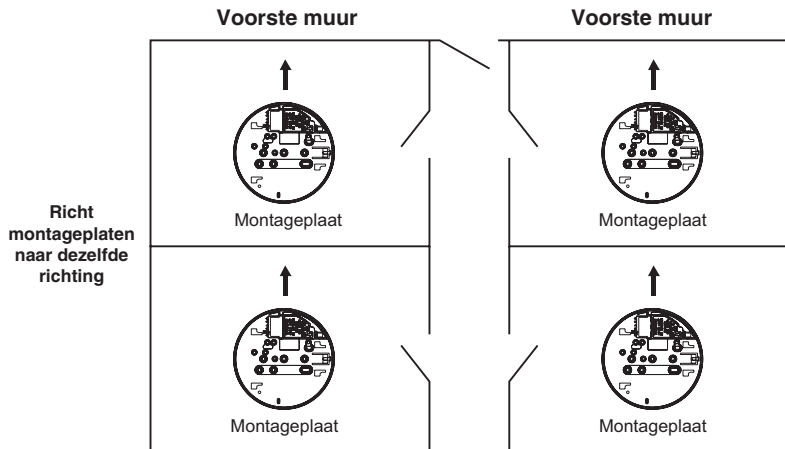 Voorste muur
Voorste muur
Montageplaat
Montageplaat
Richt
montageplaten
naar dezelfde
richting
Montageplaat
Montageplaat